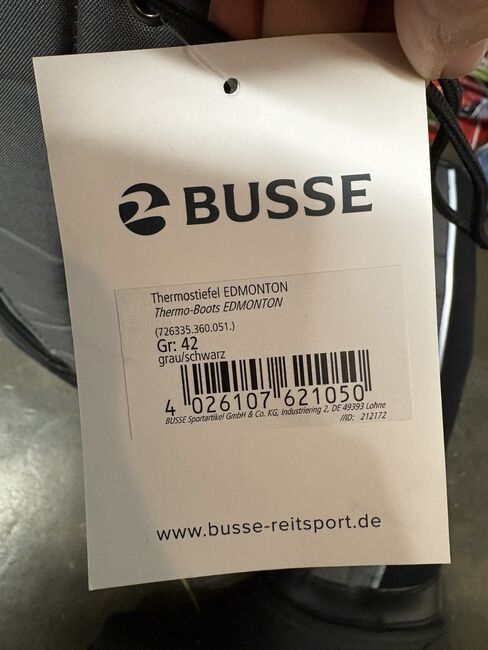 BUSSE
Thermostiefel EDMONTON
Thermo-Boots EDMONTON
(726335.360.051.)
Gr: 42
grau/schwarz
4 026107 621050
BUSSE Sportartikel GmbH & Co. KG, Industriering 2, DE 49393 Lohne
//ID: 212172
www.busse-reitsport.de